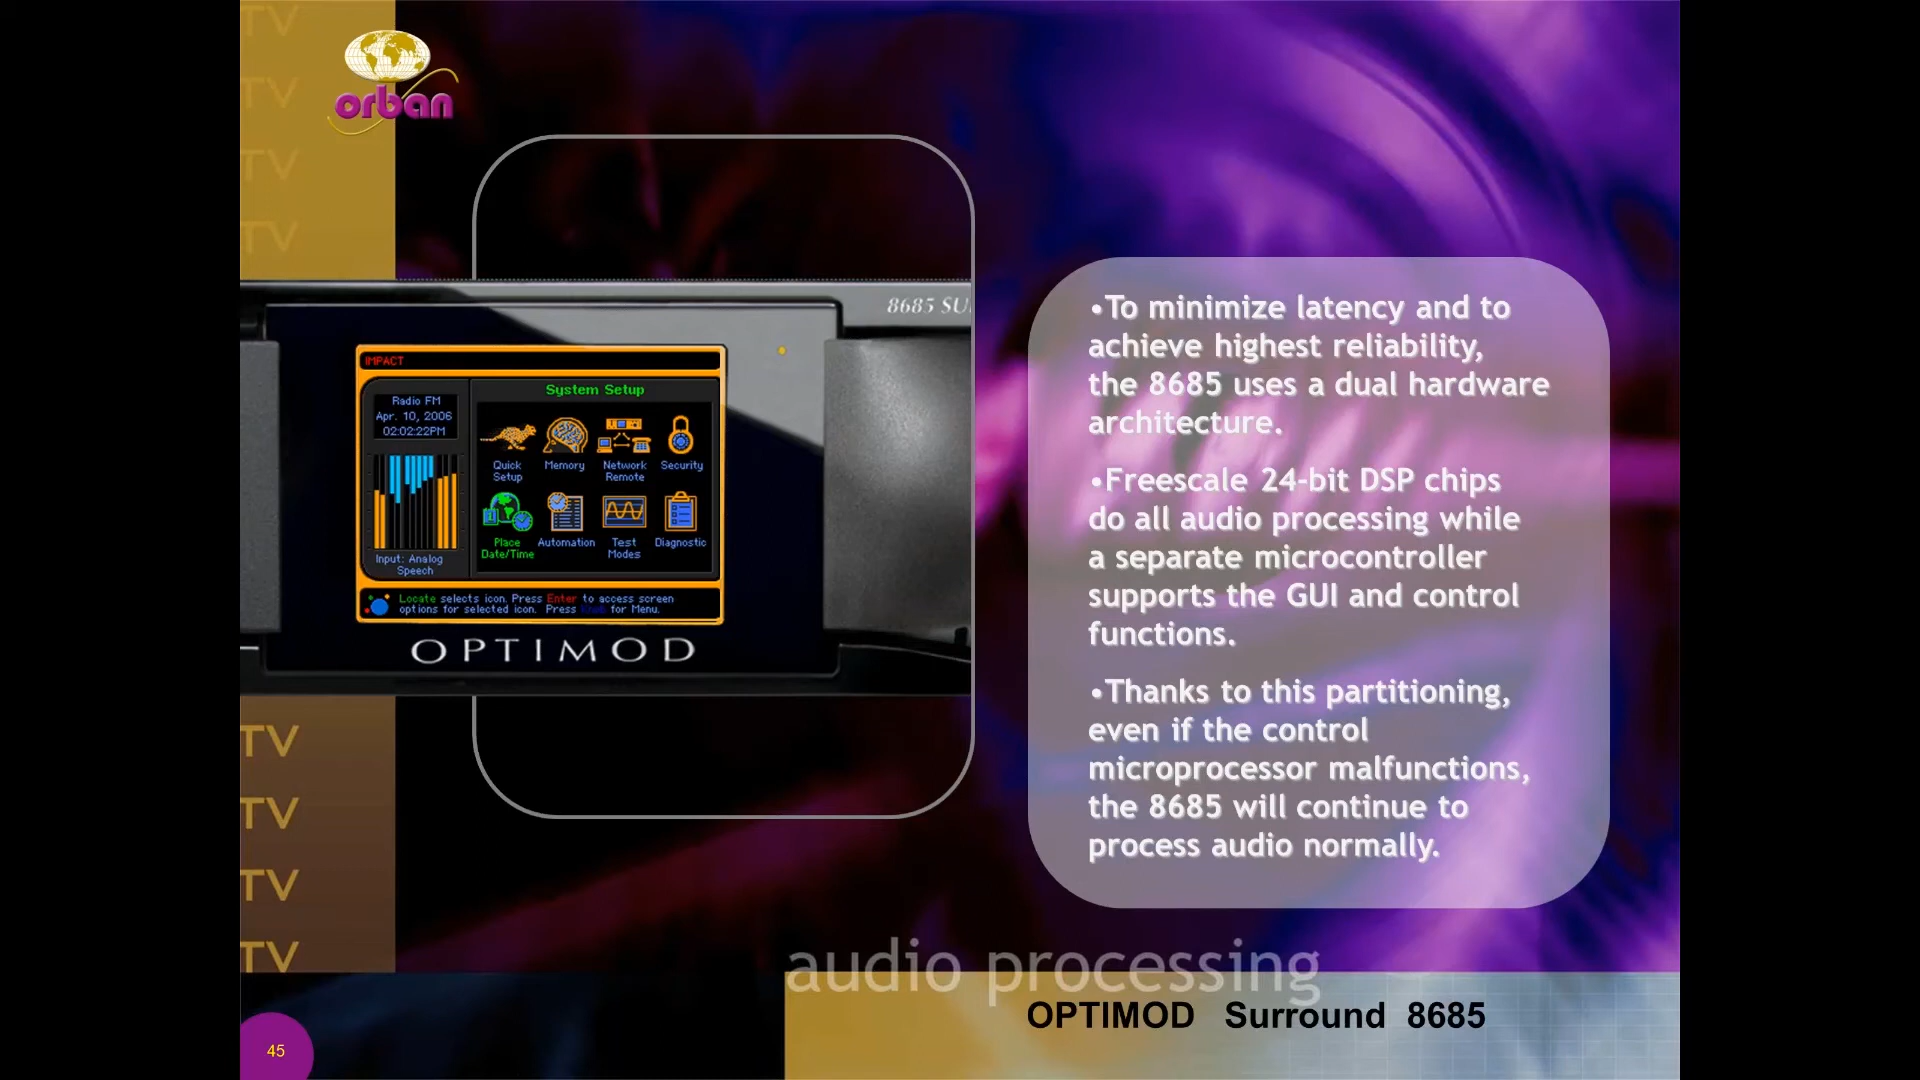 TV
TV
TV
TV
orban
8685 SU
IMPACT
System Setup
Radio FM
Apr. 10, 2006
02:02:22PM
Quick
Setup
Memory
Network
Remote
Security
Place
Date/Time
Automation
Test
Modes
Diagnostic
Input: Analog
Speech
Locate selects icon. Press Enter to access screen
options for selected icon. Press Knob for Menu.
OPTIMOD
•To minimize latency and to
achieve highest reliability,
the 8685 uses a dual hardware
architecture.
•Freescale 24-bit DSP chips
do all audio processing while
a separate microcontroller
supports the GUI and control
functions.
•Thanks to this partitioning,
even if the control
microprocessor malfunctions,
the 8685 will continue to
process audio normally.
TV
TV
TV
TV
audio processing
OPTIMOD Surround 8685
45